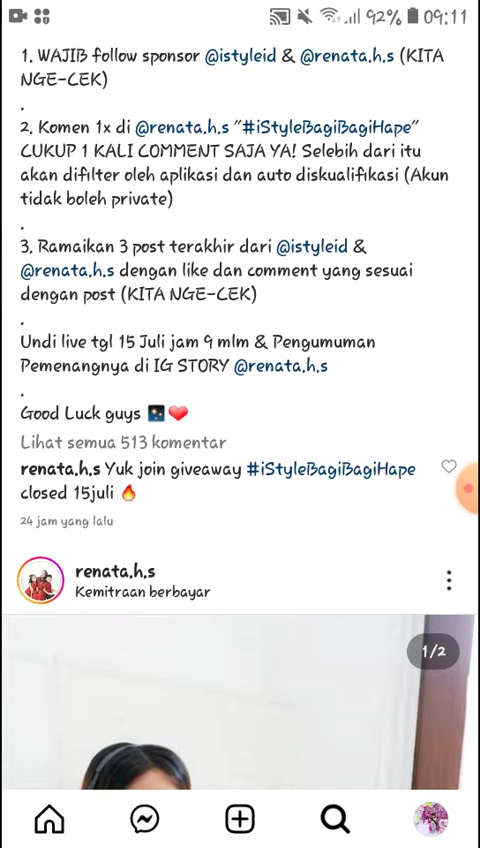 92% 09:11
1. WAJIB follow sponsor @istyleid & @renata.h.s (KITA
NGE-CEK)
.
2. Komen 1x di @renata.h.s "#iStyleBagiBagiHape"
CUKUP 1 KALI COMMENT SAJA YA! Selebih dari itu
akan difilter oleh aplikasi dan auto diskualifikasi (Akun
tidak boleh private)
.
3. Ramaikan 3 post terakhir dari @istyleid &
@renata.h.s dengan like dan comment yang sesuai
dengan post (KITA NGE-CEK)
.
Undi live tgl 15 Juli jam 9 mlm & Pengumuman
Pemenangnya di IG STORY @renata.h.s
.
Good Luck guys 🎇❤️
Lihat semua 513 komentar
renata.h.s Yuk join giveaway #iStyleBagiBagiHape
closed 15juli 🔥
24 jam yang lalu
renata.h.s
Kemitraan berbayar
1/2